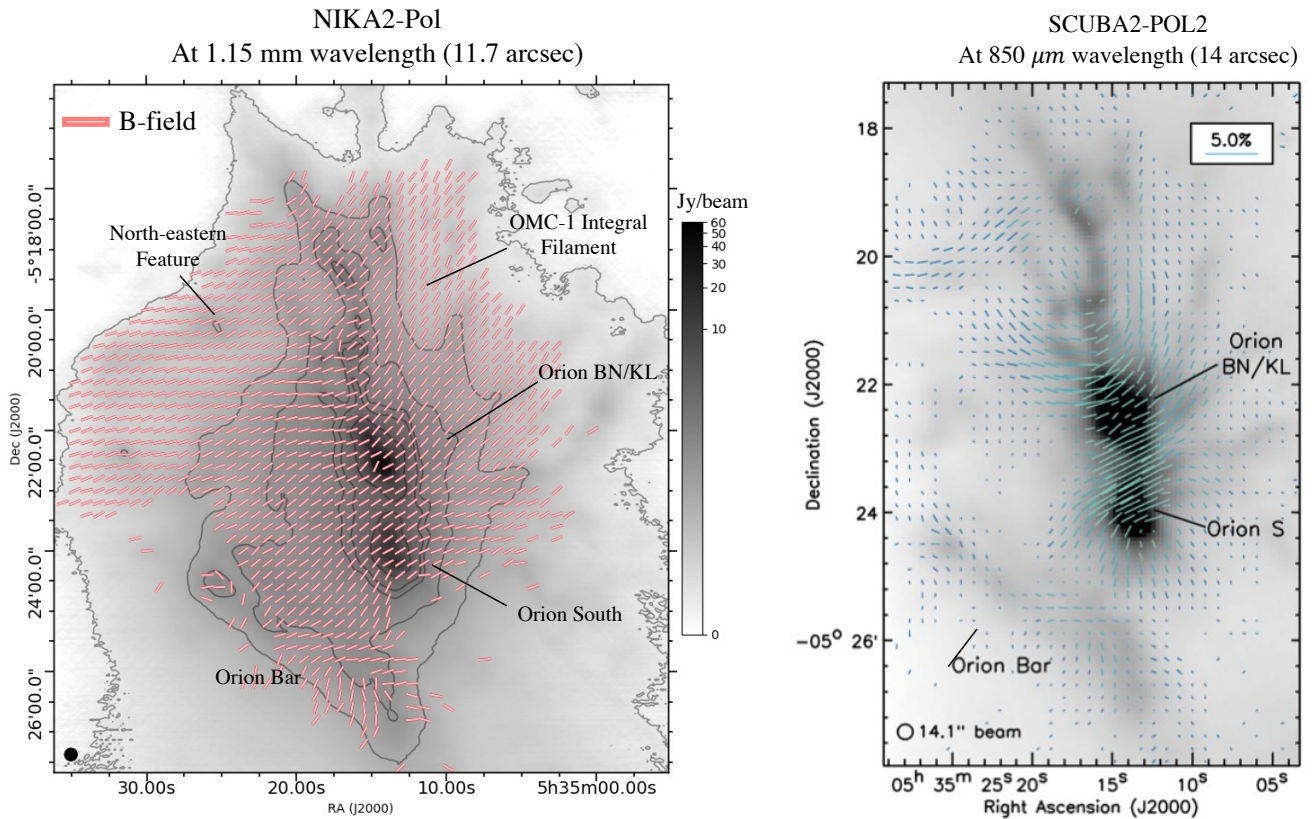 NIKA2-Pol
At 1.15 mm wavelength (11.7 arcsec)
B-field
North-eastern
Feature
OMC-1 Integral
Filament
Orion BN/KL
Orion South
Orion Bar
Jy/beam
60
50
40
30
20
10
0
Dec (J2000)
-5°18'00.0"
20'00.0"
22'00.0"
24'00.0"
26'00.0"
30.00s
20.00s
10.00s
5h35m00.00s
RA (J2000)
SCUBA2-POL2
At 850 μm wavelength (14 arcsec)
5.0%
Orion
BN/KL
Orion S
Orion Bar
14.1" beam
Declination (J2000)
18
20
22
24
−05° 26'
05ʰ 35ᵐ 25ˢ 20ˢ 15ˢ 10ˢ 05ˢ
Right Ascension (J2000)